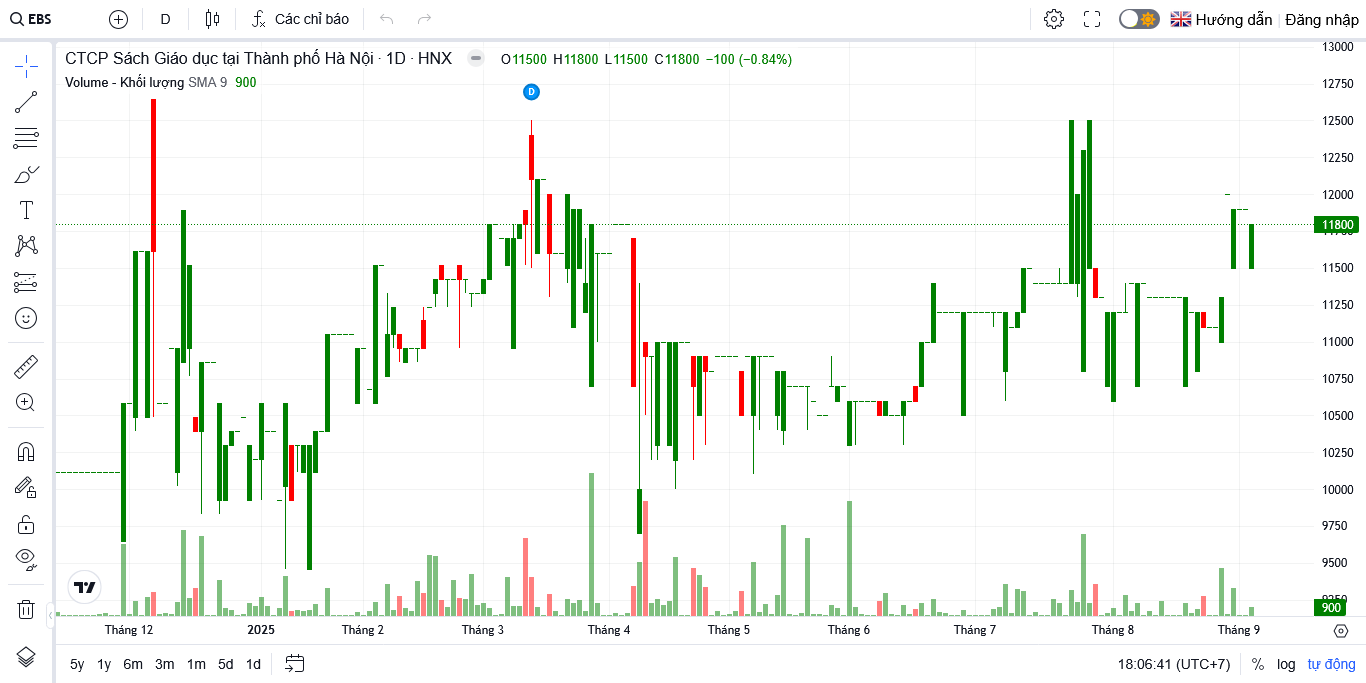 EBS D Các chỉ báo Hướng dẫn Đăng nhập
CTCP Sách Giáo dục tại Thành phố Hà Nội · 1D · HNX O11500 H11800 L11500 C11800 −100 (−0.84%)
Volume - Khối lượng SMA 9 900
D
13000
12750
12500
12250
12000
11800
11500
11250
11000
10750
10500
10250
10000
9750
9500
900
Tháng 12 2025 Tháng 2 Tháng 3 Tháng 4 Tháng 5 Tháng 6 Tháng 7 Tháng 8 Tháng 9
5y 1y 6m 3m 1m 5d 1d 18:06:41 (UTC+7) % log tự động